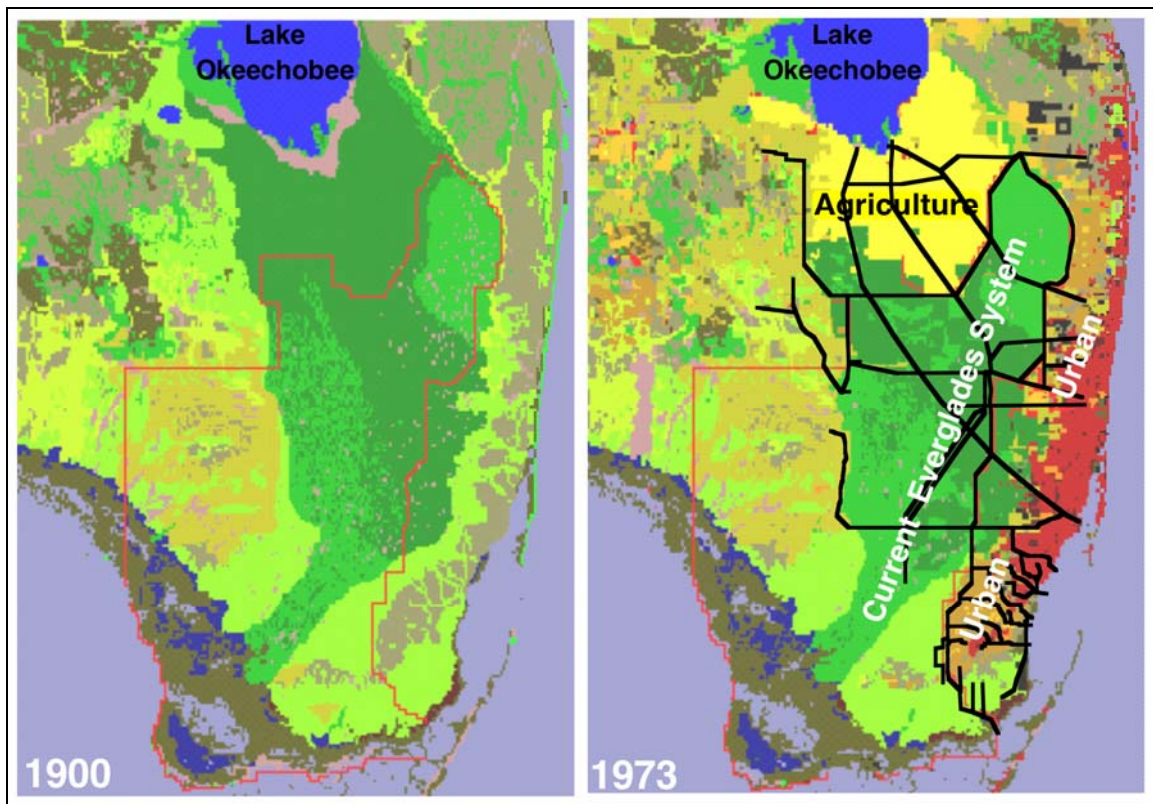 Lake
Okeechobee
1900
Lake
Okeechobee
Agriculture
Current Everglades System
Urban
Urban
1973